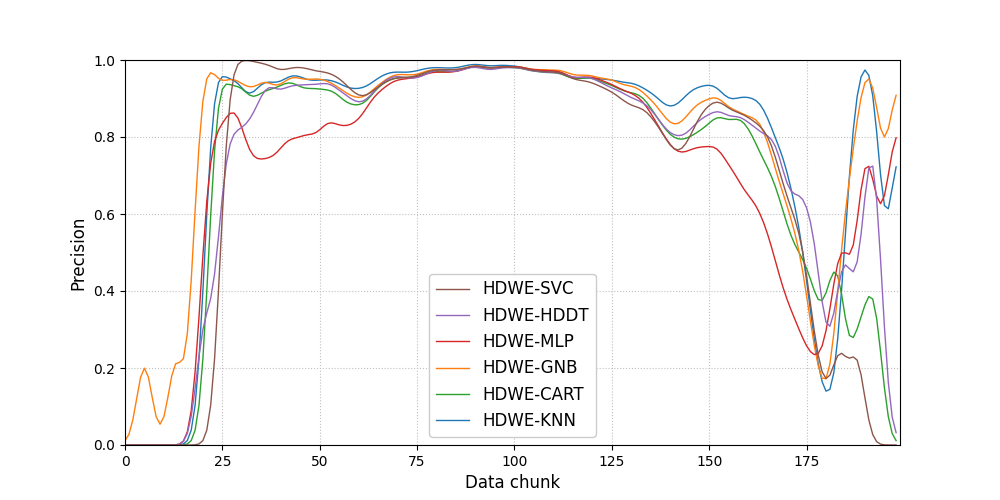 1.0
0.8
0.6
0.4
0.2
0.0
Precision
HDWE-SVC
HDWE-HDDT
HDWE-MLP
HDWE-GNB
HDWE-CART
HDWE-KNN
0 25 50 75 100 125 150 175
Data chunk